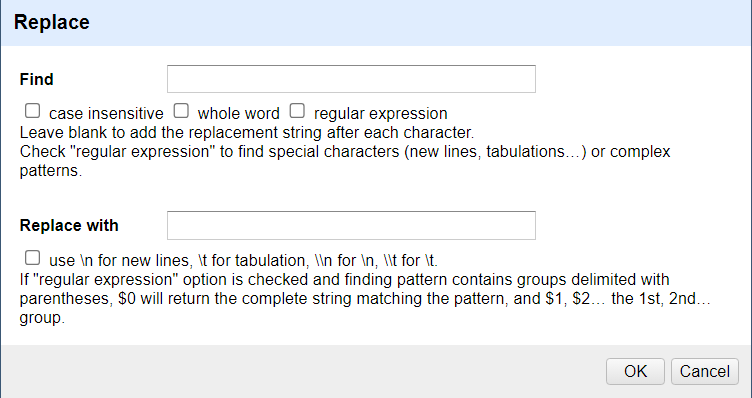 Replace
Find
case insensitive whole word regular expression
Leave blank to add the replacement string after each character.
Check "regular expression" to find special characters (new lines, tabulations…) or complex
patterns.
Replace with
use \n for new lines, \t for tabulation, \\n for \n, \\t for \t.
If "regular expression" option is checked and finding pattern contains groups delimited with
parentheses, $0 will return the complete string matching the pattern, and $1, $2… the 1st, 2nd…
group.
OK Cancel